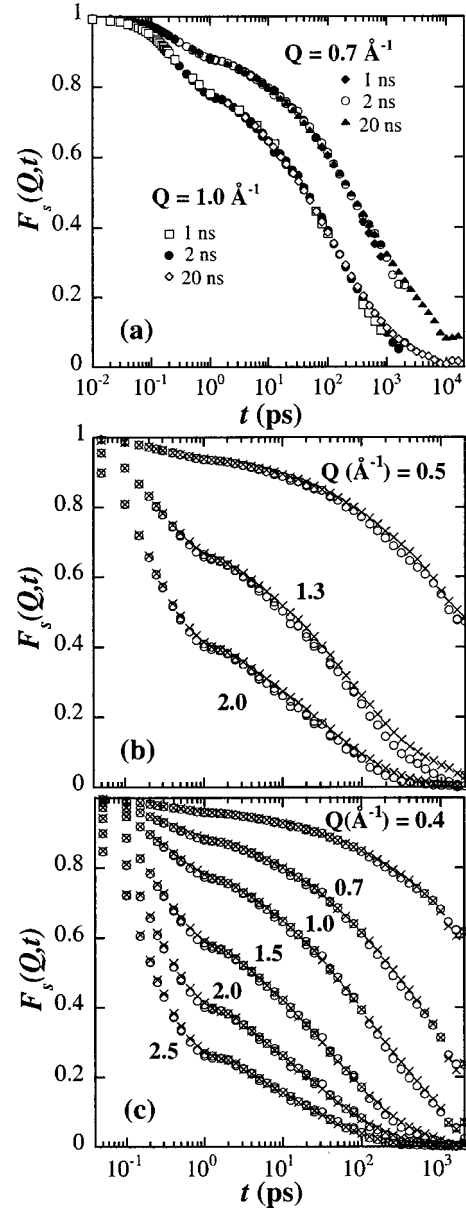 1
0.8
0.6
0.4
0.2
0
F_s(Q,t)
Q = 0.7 Å⁻¹
1 ns
2 ns
20 ns
Q = 1.0 Å⁻¹
1 ns
2 ns
20 ns
(a)
10⁻² 10⁻¹ 10⁰ 10¹ 10² 10³ 10⁴
t (ps)
1
0.8
0.6
0.4
0.2
0
F_s(Q,t)
Q (Å⁻¹) = 0.5
1.3
2.0
(b)
0.8
0.6
0.4
0.2
0
F_s(Q,t)
Q(Å⁻¹) = 0.4
0.7
1.0
1.5
2.0
2.5
(c)
10⁻¹ 10⁰ 10¹ 10² 10³
t (ps)